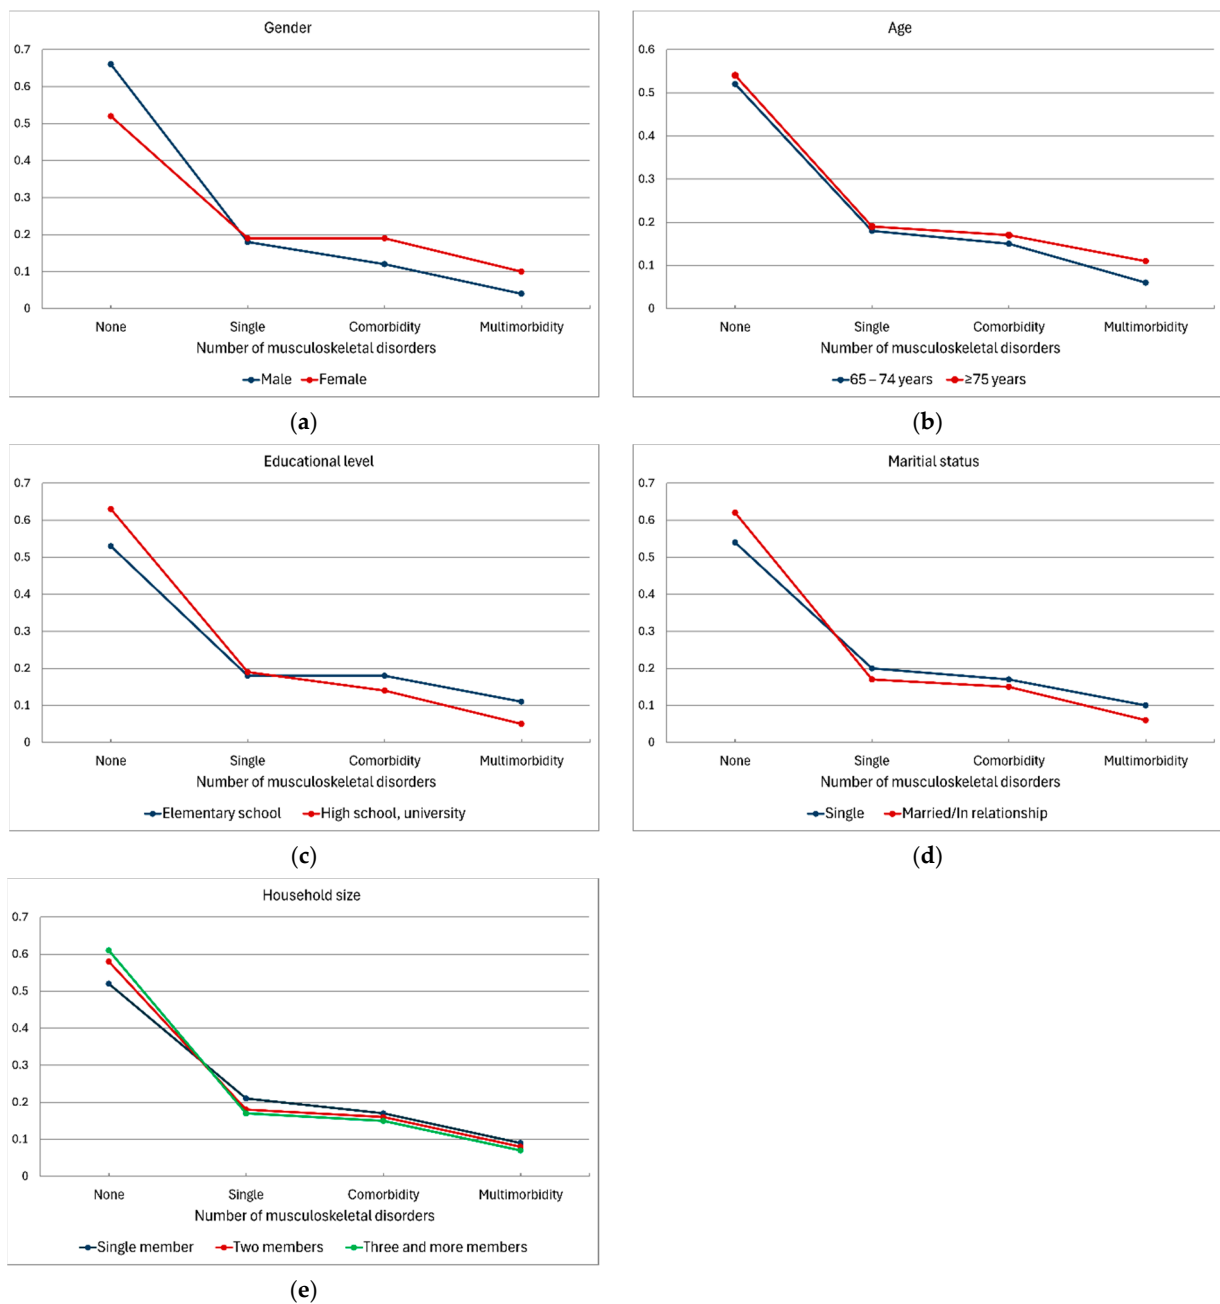 Gender
0.7
0.6
0.5
0.4
0.3
0.2
0.1
0
None Single Comorbidity Multimorbidity
Number of musculoskeletal disorders
Male Female
(a)
Age
0.6
0.5
0.4
0.3
0.2
0.1
0
None Single Comorbidity Multimorbidity
Number of musculoskeletal disorders
65 – 74 years ≥75 years
(b)
Educational level
0.7
0.6
0.5
0.4
0.3
0.2
0.1
0
None Single Comorbidity Multimorbidity
Number of musculoskeletal disorders
Elementary school High school, university
(c)
Maritial status
0.7
0.6
0.5
0.4
0.3
0.2
0.1
0
None Single Comorbidity Multimorbidity
Number of musculoskeletal disorders
Single Married/In relationship
(d)
Household size
0.7
0.6
0.5
0.4
0.3
0.2
0.1
0
None Single Comorbidity Multimorbidity
Number of musculoskeletal disorders
Single member Two members Three and more members
(e)